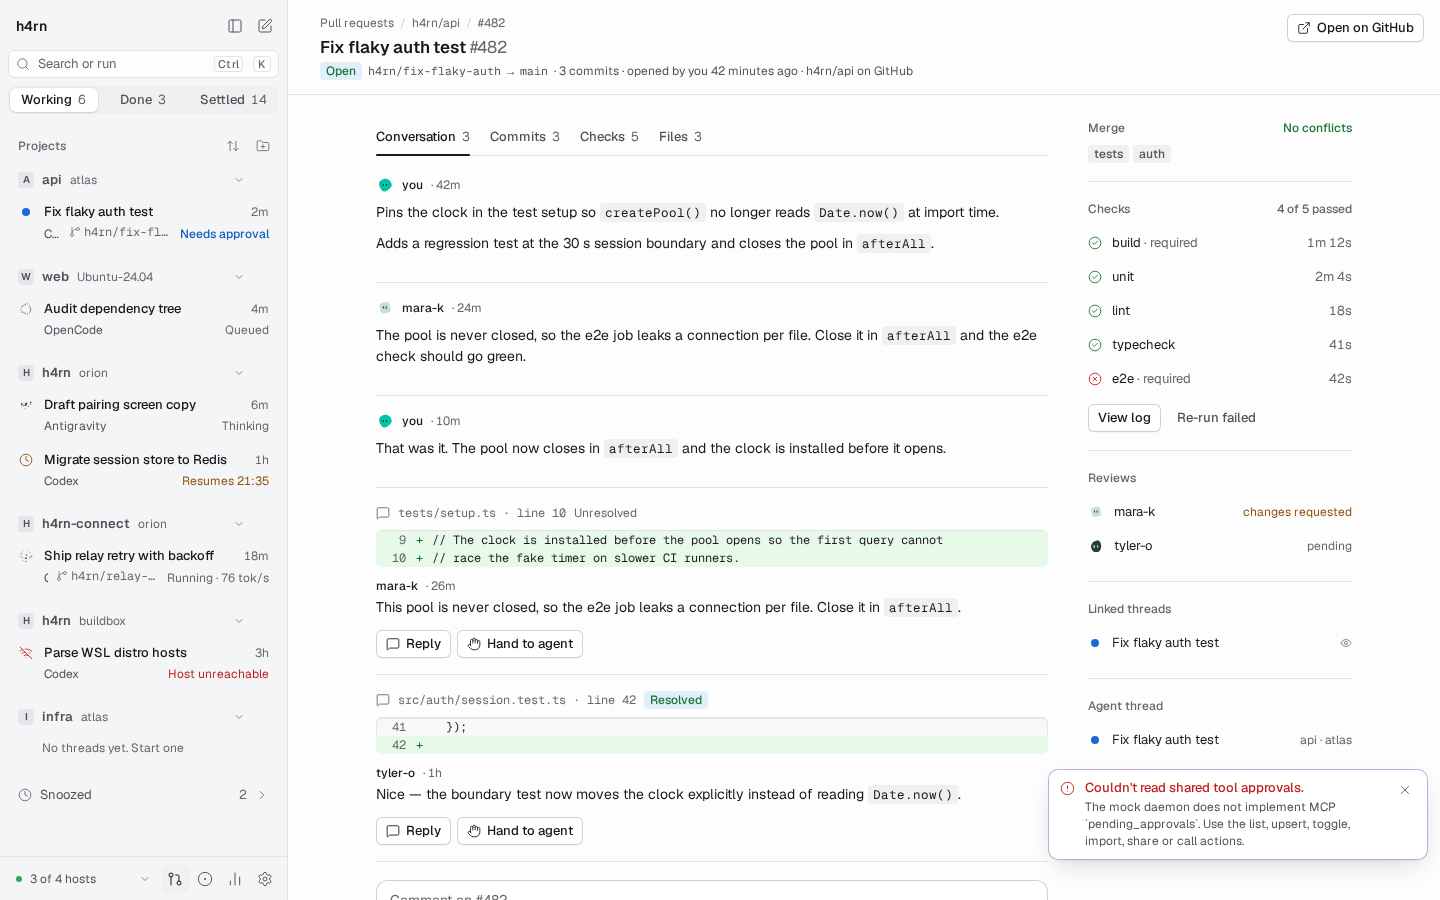 h4rn
Search or run Ctrl K
Working 6 Done 3 Settled 14
Projects
A api atlas
Fix flaky auth test 2m
C... h4rn/fix-fl... Needs approval
W web Ubuntu-24.04
Audit dependency tree 4m
OpenCode Queued
H h4rn orion
Draft pairing screen copy 6m
Antigravity Thinking
Migrate session store to Redis 1h
Codex Resumes 21:35
H h4rn-connect orion
Ship relay retry with backoff 18m
h4rn/relay-... Running · 76 tok/s
H h4rn buildbox
Parse WSL distro hosts 3h
Codex Host unreachable
I infra atlas
No threads yet. Start one
Snoozed 2
3 of 4 hosts
Pull requests / h4rn/api / #482
Fix flaky auth test #482
Open h4rn/fix-flaky-auth → main · 3 commits · opened by you 42 minutes ago · h4rn/api on GitHub
Open on GitHub
Conversation 3 Commits 3 Checks 5 Files 3
you · 42m
Pins the clock in the test setup so createPool() no longer reads Date.now() at import time.
Adds a regression test at the 30 s session boundary and closes the pool in afterAll.
mara-k · 24m
The pool is never closed, so the e2e job leaks a connection per file. Close it in afterAll and the e2e
check should go green.
you · 10m
That was it. The pool now closes in afterAll and the clock is installed before it opens.
tests/setup.ts · line 10 Unresolved
9 + // The clock is installed before the pool opens so the first query cannot
10 + // race the fake timer on slower CI runners.
mara-k · 26m
This pool is never closed, so the e2e job leaks a connection per file. Close it in afterAll.
Reply Hand to agent
src/auth/session.test.ts · line 42 Resolved
41 });
42 +
tyler-o · 1h
Nice — the boundary test now moves the clock explicitly instead of reading Date.now().
Reply Hand to agent
Comment on #482
Merge No conflicts
tests auth
Checks 4 of 5 passed
build · required 1m 12s
unit 2m 4s
lint 18s
typecheck 41s
e2e · required 42s
View log Re-run failed
Reviews
mara-k changes requested
tyler-o pending
Linked threads
Fix flaky auth test
Agent thread
Fix flaky auth test api · atlas
Couldn't read shared tool approvals.
The mock daemon does not implement MCP
`pending_approvals`. Use the list, upsert, toggle,
import, share or call actions.